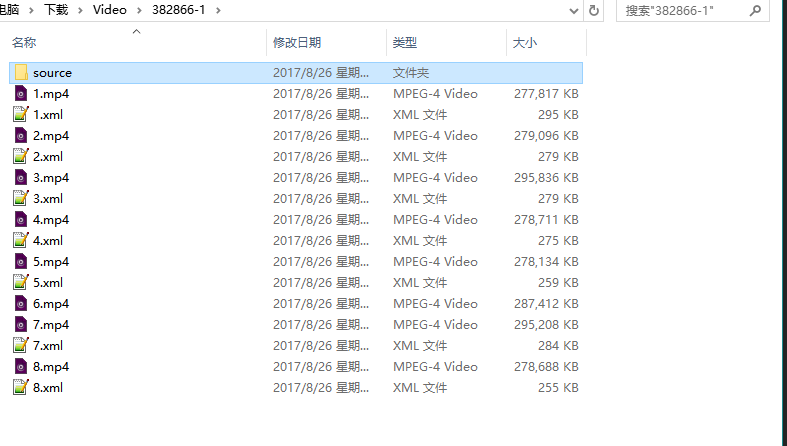 电脑 > 下载 > Video > 382866-1 > 搜索"382866-1"
名称 修改日期 类型 大小
source 2017/8/26 星期... 文件夹
1.mp4 2017/8/26 星期... MPEG-4 Video 277,817 KB
1.xml 2017/8/26 星期... XML 文件 295 KB
2.mp4 2017/8/26 星期... MPEG-4 Video 279,096 KB
2.xml 2017/8/26 星期... XML 文件 279 KB
3.mp4 2017/8/26 星期... MPEG-4 Video 295,836 KB
3.xml 2017/8/26 星期... XML 文件 279 KB
4.mp4 2017/8/26 星期... MPEG-4 Video 278,711 KB
4.xml 2017/8/26 星期... XML 文件 275 KB
5.mp4 2017/8/26 星期... MPEG-4 Video 278,134 KB
5.xml 2017/8/26 星期... XML 文件 259 KB
6.mp4 2017/8/26 星期... MPEG-4 Video 287,412 KB
7.mp4 2017/8/26 星期... MPEG-4 Video 295,208 KB
7.xml 2017/8/26 星期... XML 文件 284 KB
8.mp4 2017/8/26 星期... MPEG-4 Video 278,688 KB
8.xml 2017/8/26 星期... XML 文件 255 KB